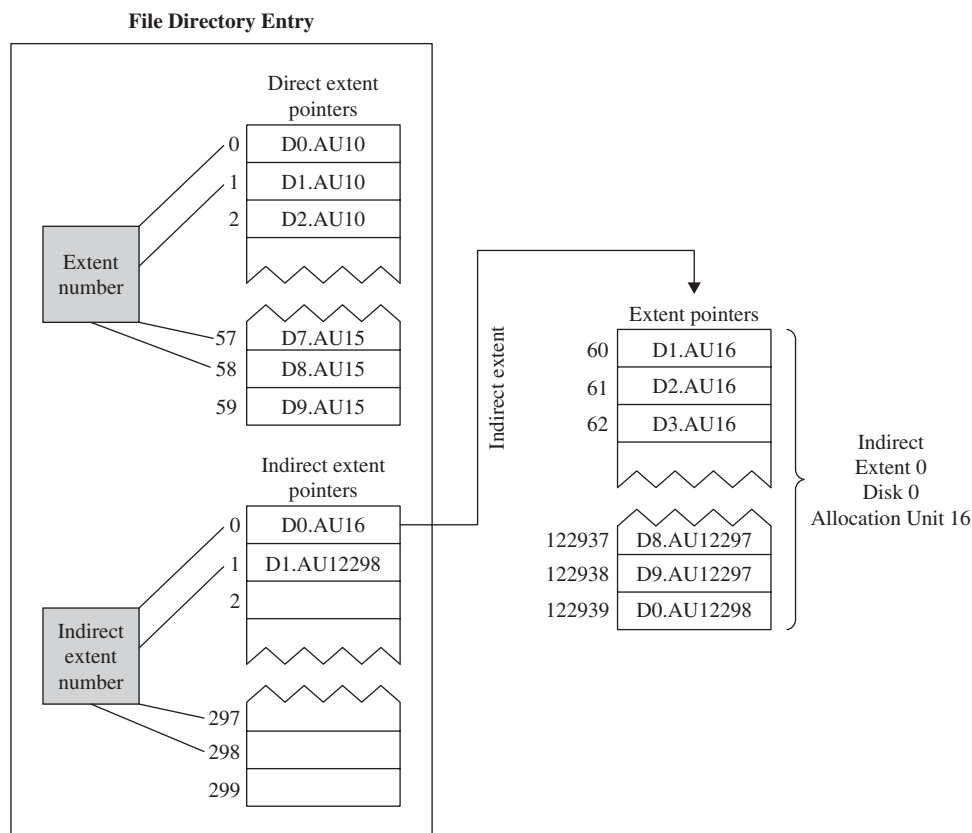 File Directory Entry
Direct extent
pointers
0 D0.AU10
1 D1.AU10
2 D2.AU10
Extent
number
57 D7.AU15
58 D8.AU15
59 D9.AU15
Indirect extent
pointers
0 D0.AU16
1 D1.AU12298
2
Indirect
extent
number
297
298
299
Indirect extent
Extent pointers
60 D1.AU16
61 D2.AU16
62 D3.AU16
122937 D8.AU12297
122938 D9.AU12297
122939 D0.AU12298
Indirect
Extent 0
Disk 0
Allocation Unit 16